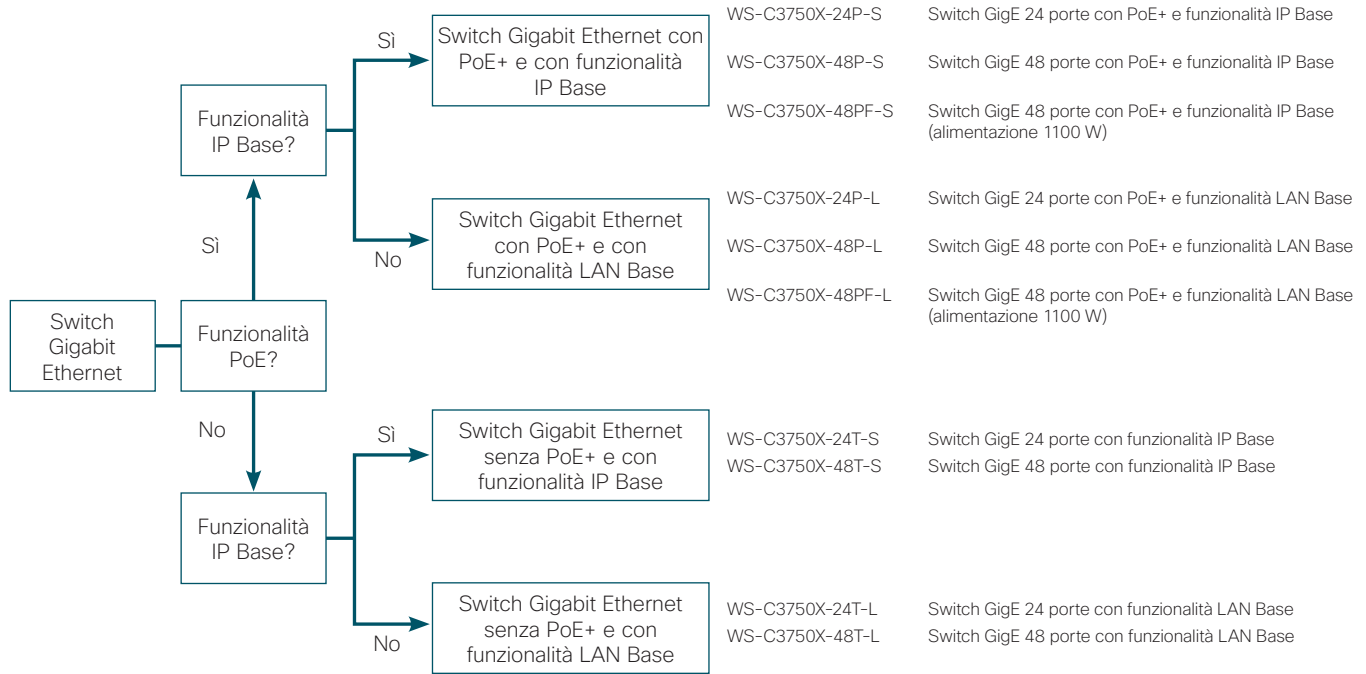 Switch
Gigabit
Ethernet
Funzionalità
PoE?
Sì
No
Funzionalità
IP Base?
Sì
No
Switch Gigabit Ethernet con
PoE+ e con funzionalità
IP Base
WS-C3750X-24P-S Switch GigE 24 porte con PoE+ e funzionalità IP Base
WS-C3750X-48P-S Switch GigE 48 porte con PoE+ e funzionalità IP Base
WS-C3750X-48PF-S Switch GigE 48 porte con PoE+ e funzionalità IP Base
(alimentazione 1100 W)
Switch Gigabit Ethernet
con PoE+ e con
funzionalità LAN Base
WS-C3750X-24P-L Switch GigE 24 porte con PoE+ e funzionalità LAN Base
WS-C3750X-48P-L Switch GigE 48 porte con PoE+ e funzionalità LAN Base
WS-C3750X-48PF-L Switch GigE 48 porte con PoE+ e funzionalità LAN Base
(alimentazione 1100 W)
Funzionalità
IP Base?
Sì
No
Switch Gigabit Ethernet
senza PoE+ e con
funzionalità IP Base
WS-C3750X-24T-S Switch GigE 24 porte con funzionalità IP Base
WS-C3750X-48T-S Switch GigE 48 porte con funzionalità IP Base
Switch Gigabit Ethernet
senza PoE+ e con
funzionalità LAN Base
WS-C3750X-24T-L Switch GigE 24 porte con funzionalità LAN Base
WS-C3750X-48T-L Switch GigE 48 porte con funzionalità LAN Base